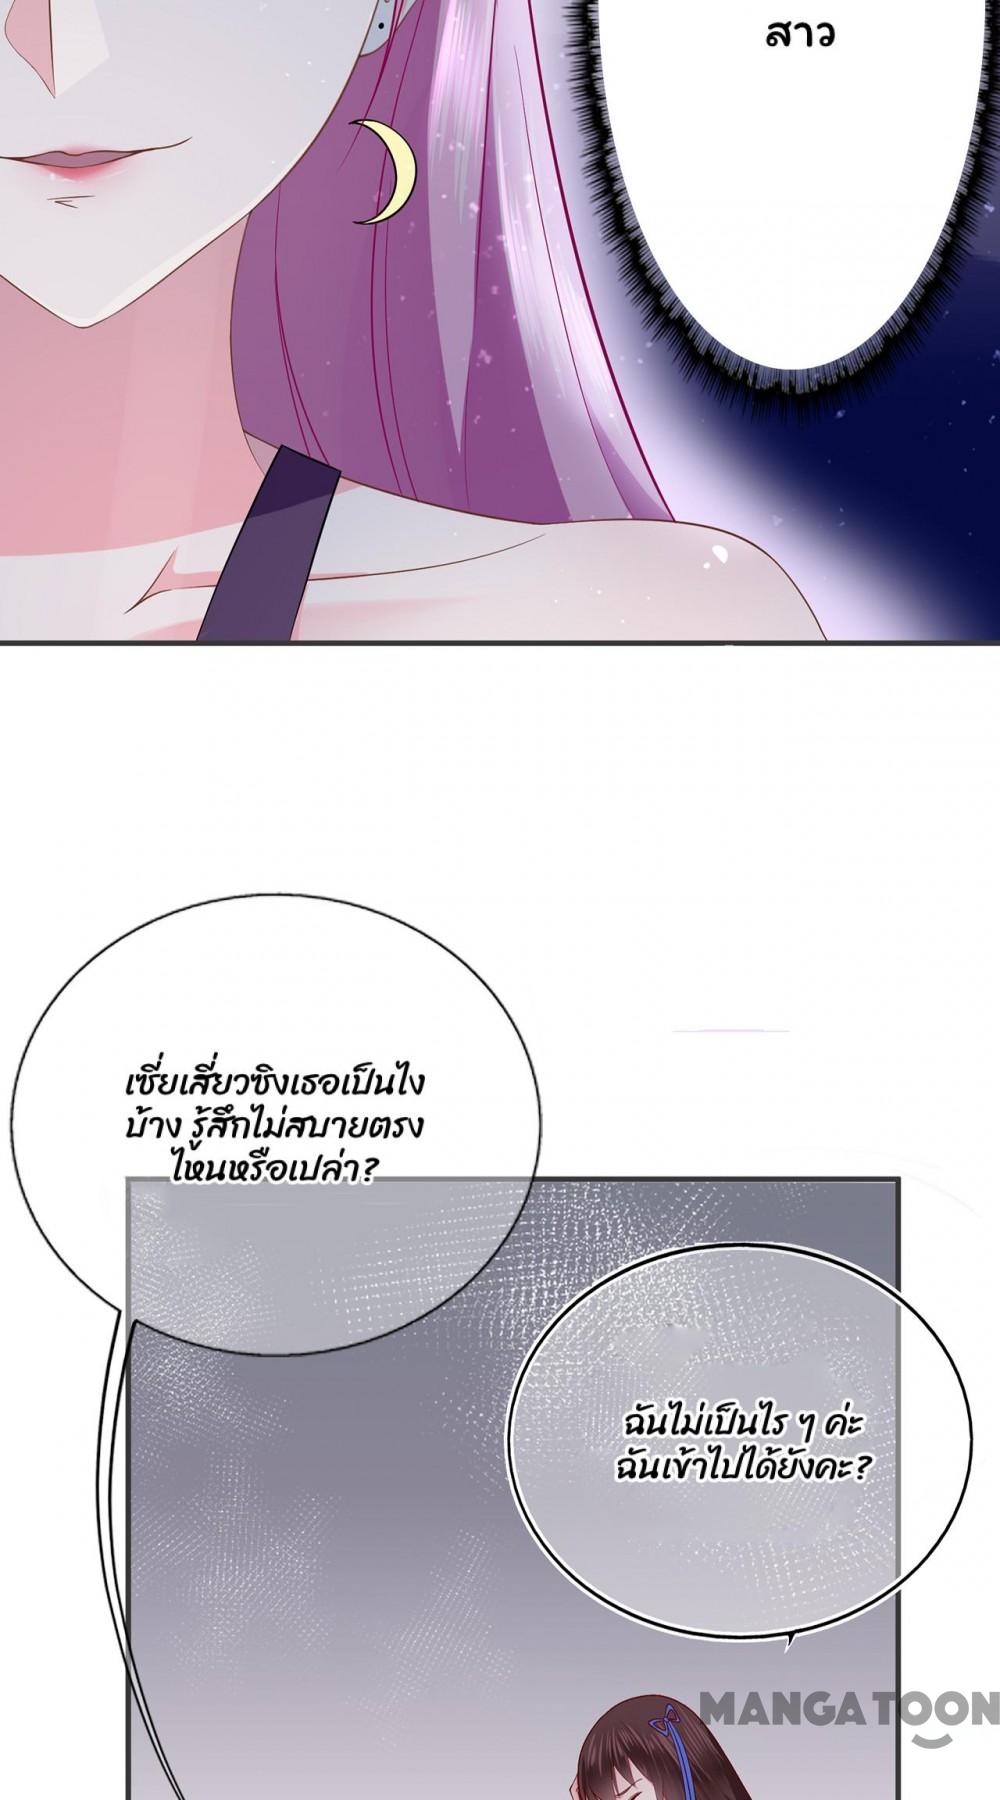 สาว
เซี่ยเสี่ยวซิงเธอเป็นไง
บ้าง รู้สึกไม่สบายตรง
ไหนหรือเปล่า?
ฉันไม่เป็นไร ๆ ค่ะ
ฉันเข้าไปได้ยังคะ?
MANGATOON